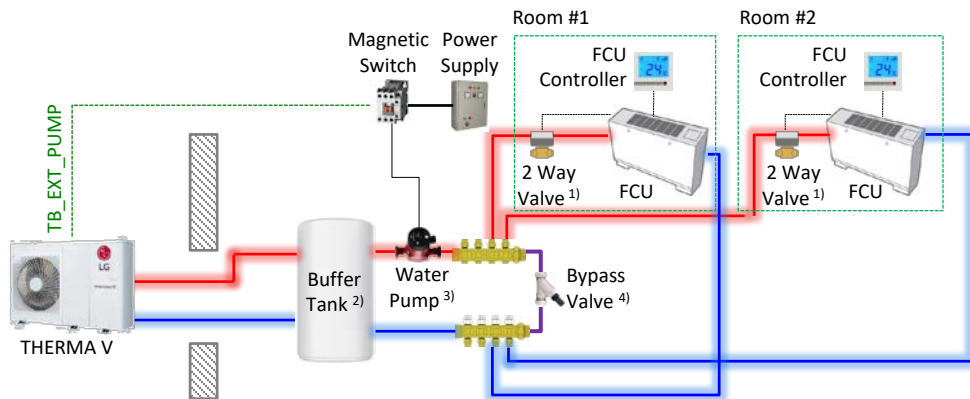 Room #1
Room #2
Magnetic
Switch
Power
Supply
FCU
Controller
24
FCU
Controller
24
TB_EXT_PUMP
2 Way
Valve 1)
FCU
2 Way
Valve 1)
FCU
LG
Buffer
Tank 2)
Water
Pump 3)
Bypass
Valve 4)
THERMA V